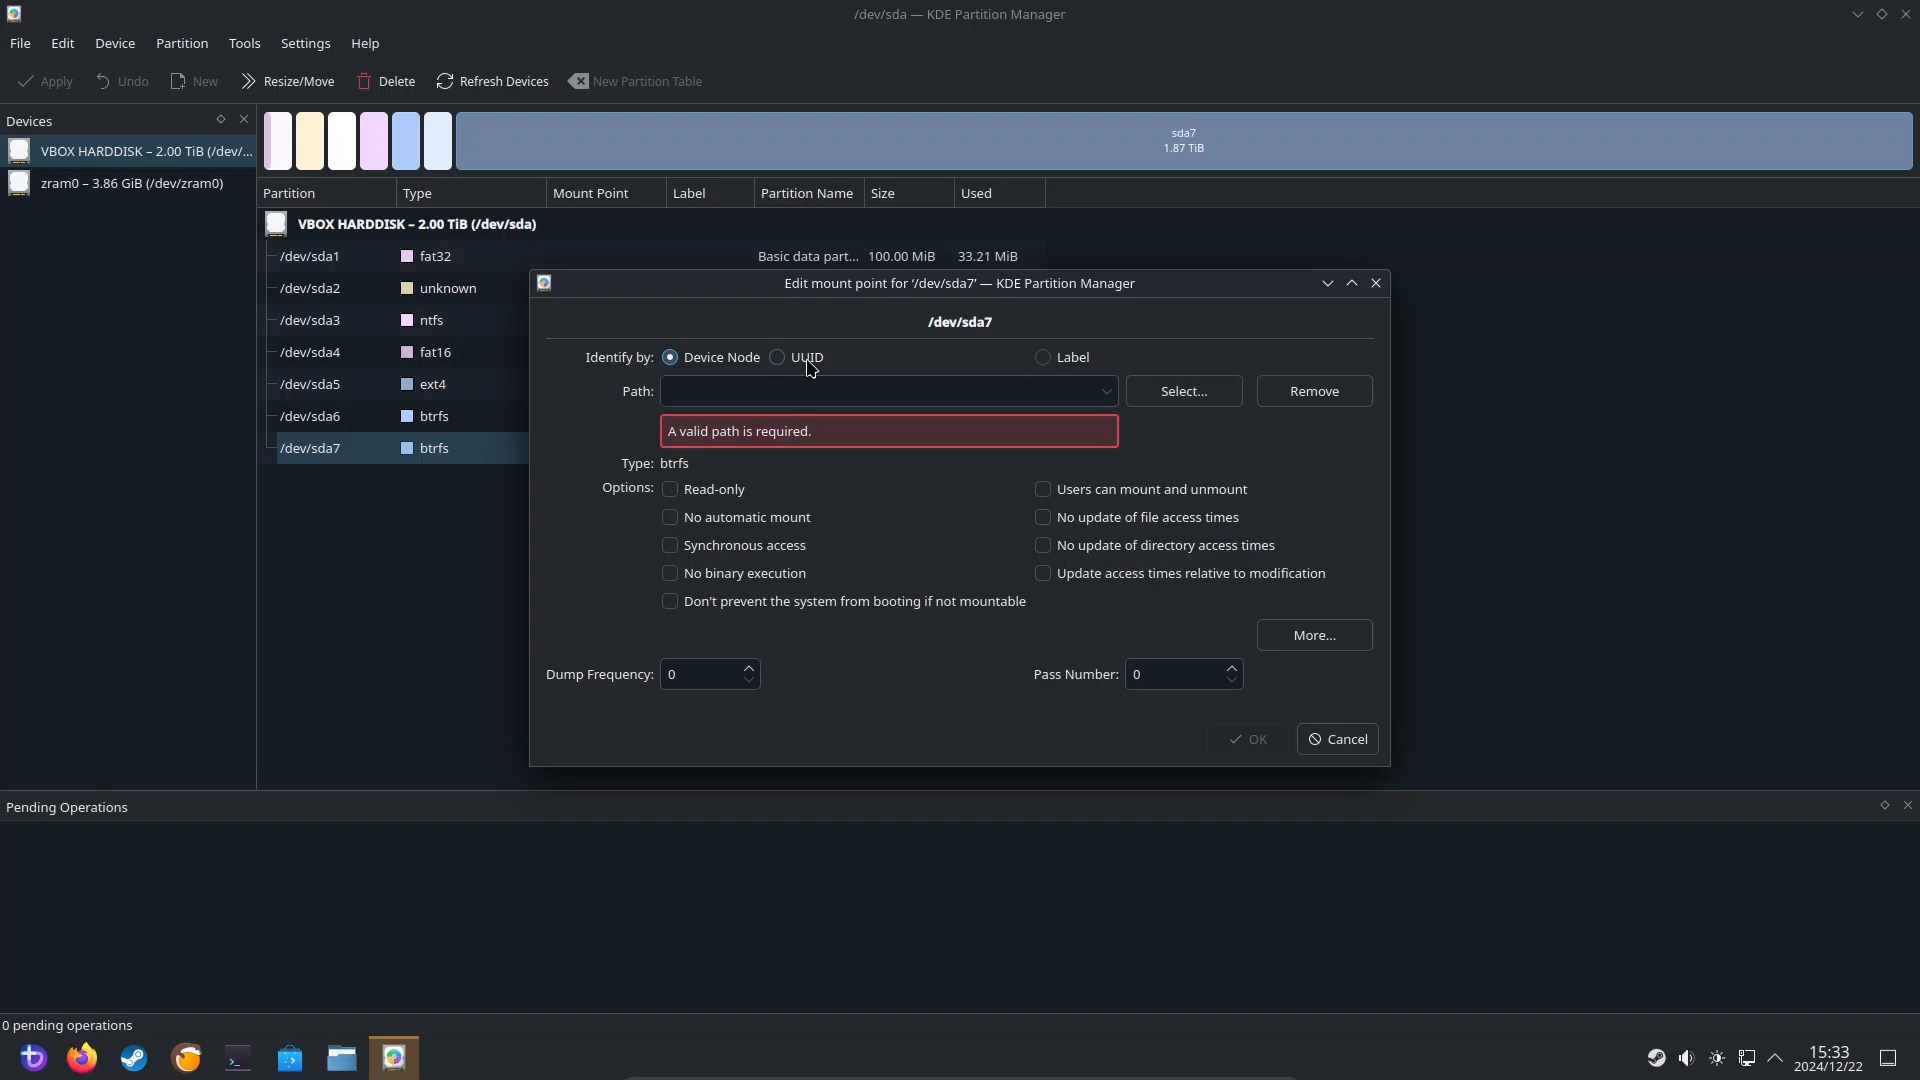 /dev/sda — KDE Partition Manager
File Edit Device Partition Tools Settings Help
Apply Undo New Resize/Move Delete Refresh Devices New Partition Table
Devices
VBOX HARDDISK – 2.00 TiB (/dev/...
zram0 – 3.86 GiB (/dev/zram0)
sda7
1.87 TiB
Partition Type Mount Point Label Partition Name Size Used
VBOX HARDDISK – 2.00 TiB (/dev/sda)
/dev/sda1 fat32 Basic data part... 100.00 MiB 33.21 MiB
/dev/sda2 unknown
/dev/sda3 ntfs
/dev/sda4 fat16
/dev/sda5 ext4
/dev/sda6 btrfs
/dev/sda7 btrfs
Edit mount point for ‘/dev/sda7’ — KDE Partition Manager
/dev/sda7
Identify by: Device Node UUID Label
Path: Select... Remove
A valid path is required.
Type: btrfs
Options: Read-only Users can mount and unmount
No automatic mount No update of file access times
Synchronous access No update of directory access times
No binary execution Update access times relative to modification
Don't prevent the system from booting if not mountable
More...
Dump Frequency: 0 Pass Number: 0
OK Cancel
Pending Operations
0 pending operations
15:33
2024/12/22